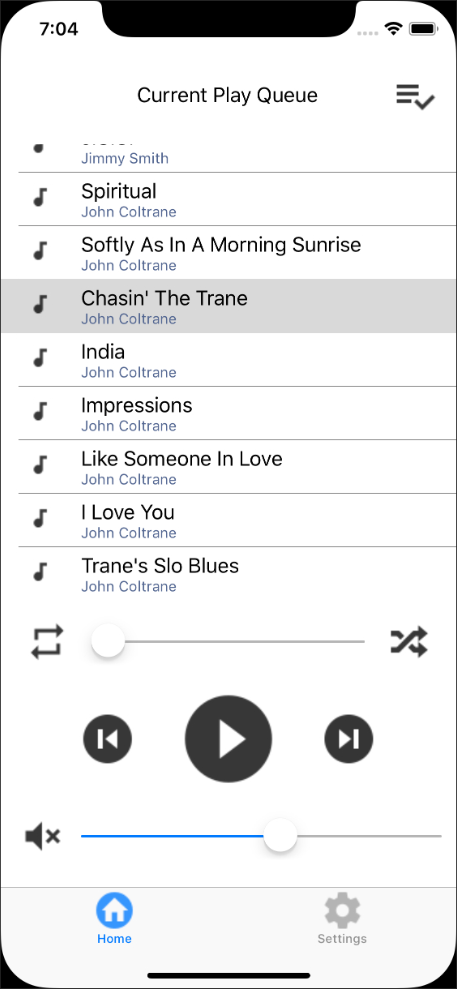 7:04
Current Play Queue
Jimmy Smith
Spiritual
John Coltrane
Softly As In A Morning Sunrise
John Coltrane
Chasin' The Trane
John Coltrane
India
John Coltrane
Impressions
John Coltrane
Like Someone In Love
John Coltrane
I Love You
John Coltrane
Trane's Slo Blues
John Coltrane
Home
Settings